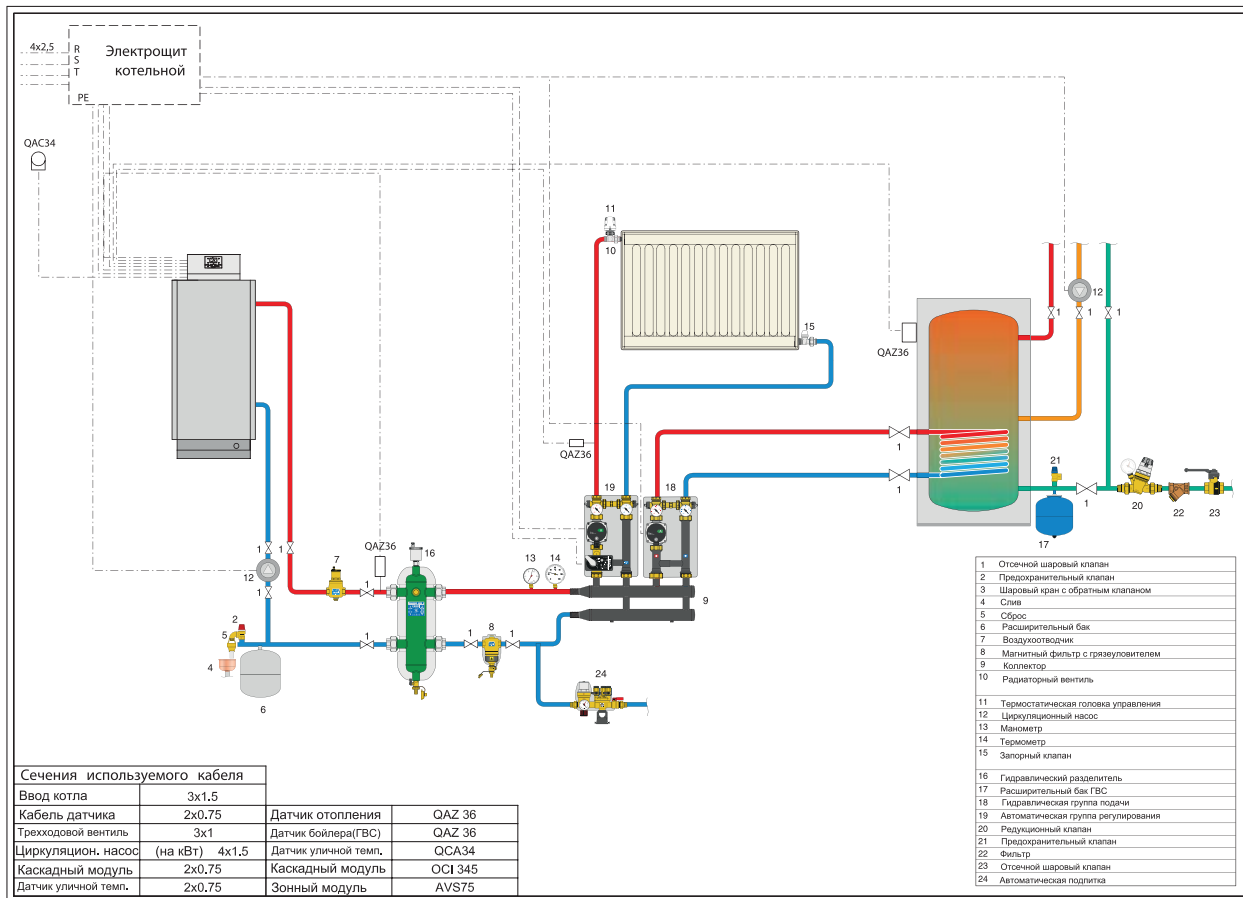 4x2,5
R
S
T
PE
Электрощит
котельной
QAC34
11
10
15
12
1
1
1
QAZ36
QAZ36
1
1
21
1
17
20
22
23
19
18
1
1
12
1
7
QAZ36
1
16
13
14
9
2
5
4
6
1
1
8
1
24
1 Отсечной шаровый клапан
2 Предохранительный клапан
3 Шаровый кран с обратным клапаном
4 Слив
5 Сброс
6 Расширительный бак
7 Воздухоотводчик
8 Магнитный фильтр с грязеуловителем
9 Коллектор
10 Радиаторный вентиль
11 Термостатическая головка управления
12 Циркуляционный насос
13 Манометр
14 Термометр
15 Запорный клапан
16 Гидравлический разделитель
17 Расширительный бак ГВС
18 Гидравлическая группа подачи
19 Автоматическая группа регулирования
20 Редукционный клапан
21 Предохранительный клапан
22 Фильтр
23 Отсечной шаровый клапан
24 Автоматическая подпитка
Сечения используемого кабеля
Ввод котла 3x1.5
Кабель датчика 2x0.75 Датчик отопления QAZ 36
Трехходовой вентиль 3x1 Датчик бойлера(ГВС) QAZ 36
Циркуляцион. насос (на кВт) 4x1.5 Датчик уличной темп. QCA34
Каскадный модуль 2x0.75 Каскадный модуль OCI 345
Датчик уличной темп. 2x0.75 Зонный модуль AVS75